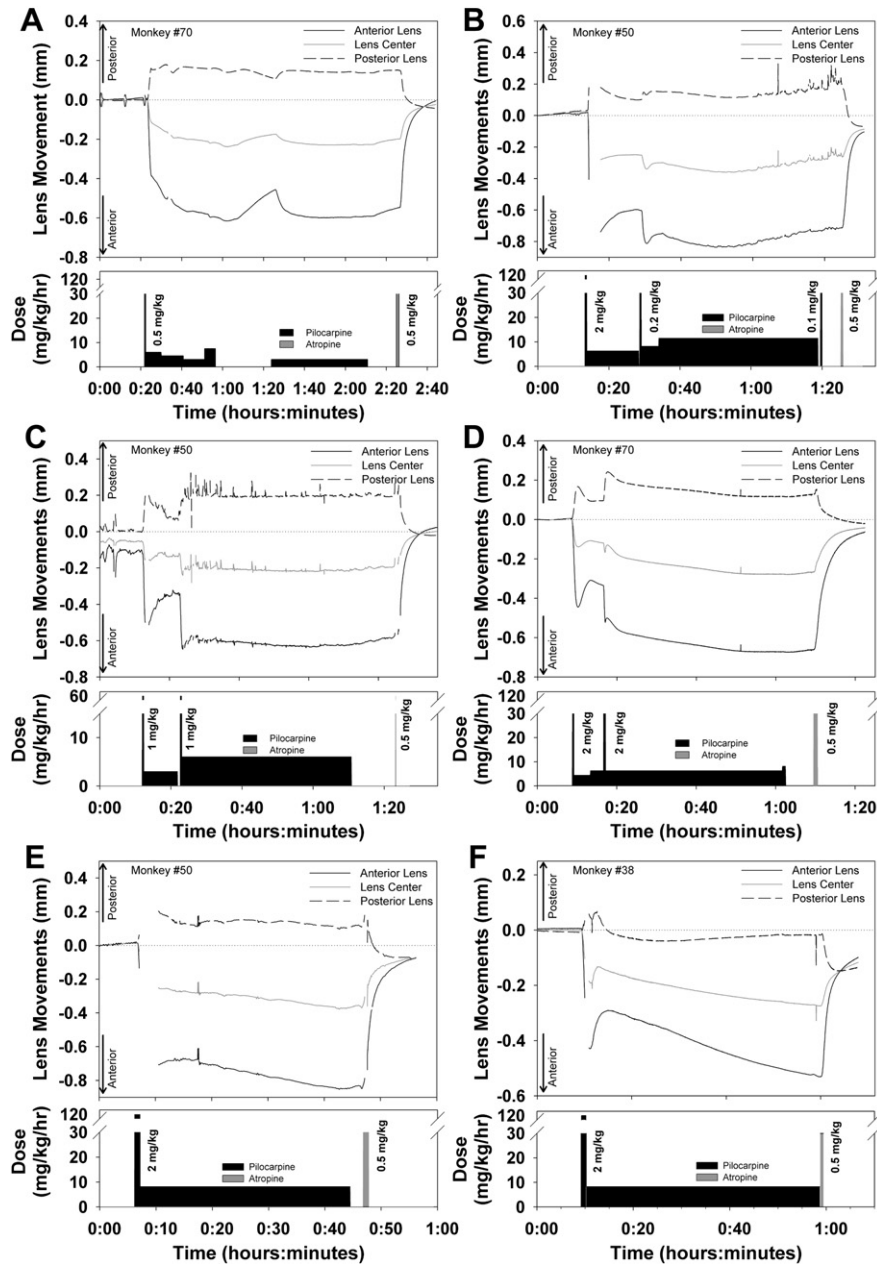 A
Monkey #70
Posterior
Anterior
Lens Movement (mm)
0.4
0.2
0.0
-0.2
-0.4
-0.6
-0.8
Anterior Lens
Lens Center
Posterior Lens
Dose
(mg/kg/hr)
120
30
20
10
0
0.5 mg/kg
0.5 mg/kg
Pilocarpine
Atropine
0:00 0:20 0:40 1:00 1:20 1:40 2:00 2:20 2:40
Time (hours:minutes)
B
Monkey #50
Posterior
Anterior
Lens Movements (mm)
0.6
0.4
0.2
0.0
-0.2
-0.4
-0.6
-0.8
Anterior Lens
Lens Center
Posterior Lens
Dose
(mg/kg/hr)
120
30
20
10
0
2 mg/kg
0.2 mg/kg
0.1 mg/kg
0.5 mg/kg
Pilocarpine
Atropine
0:00 0:20 0:40 1:00 1:20
Time (hours:minutes)
C
Monkey #50
Posterior
Anterior
Lens Movements (mm)
0.4
0.2
0.0
-0.2
-0.4
-0.6
-0.8
Anterior Lens
Lens Center
Posterior Lens
Dose
(mg/kg/hr)
60
10
0
1 mg/kg
1 mg/kg
0.5 mg/kg
Pilocarpine
Atropine
0:00 0:20 0:40 1:00 1:20
Time (hours:minutes)
D
Monkey #70
Posterior
Anterior
Lens Movements (mm)
0.4
0.2
0.0
-0.2
-0.4
-0.6
-0.8
Anterior Lens
Lens Center
Posterior Lens
Dose
(mg/kg/hr)
120
30
20
10
0
2 mg/kg
2 mg/kg
0.5 mg/kg
Pilocarpine
Atropine
0:00 0:20 0:40 1:00 1:20
Time (hours:minutes)
E
Monkey #50
Posterior
Anterior
Lens Movements (mm)
0.4
0.2
0.0
-0.2
-0.4
-0.6
-0.8
Anterior Lens
Lens Center
Posterior Lens
Dose
(mg/kg/hr)
120
30
20
10
0
2 mg/kg
0.5 mg/kg
Pilocarpine
Atropine
0:00 0:10 0:20 0:30 0:40 0:50 1:00
Time (hours:minutes)
F
Monkey #38
Posterior
Anterior
Lens Movements (mm)
0.2
0.0
-0.2
-0.4
-0.6
Anterior Lens
Lens Center
Posterior Lens
Dose
(mg/kg/hr)
120
30
20
10
0
2 mg/kg
0.5 mg/kg
Pilocarpine
Atropine
0:00 0:20 0:40 1:00
Time (hours:minutes)